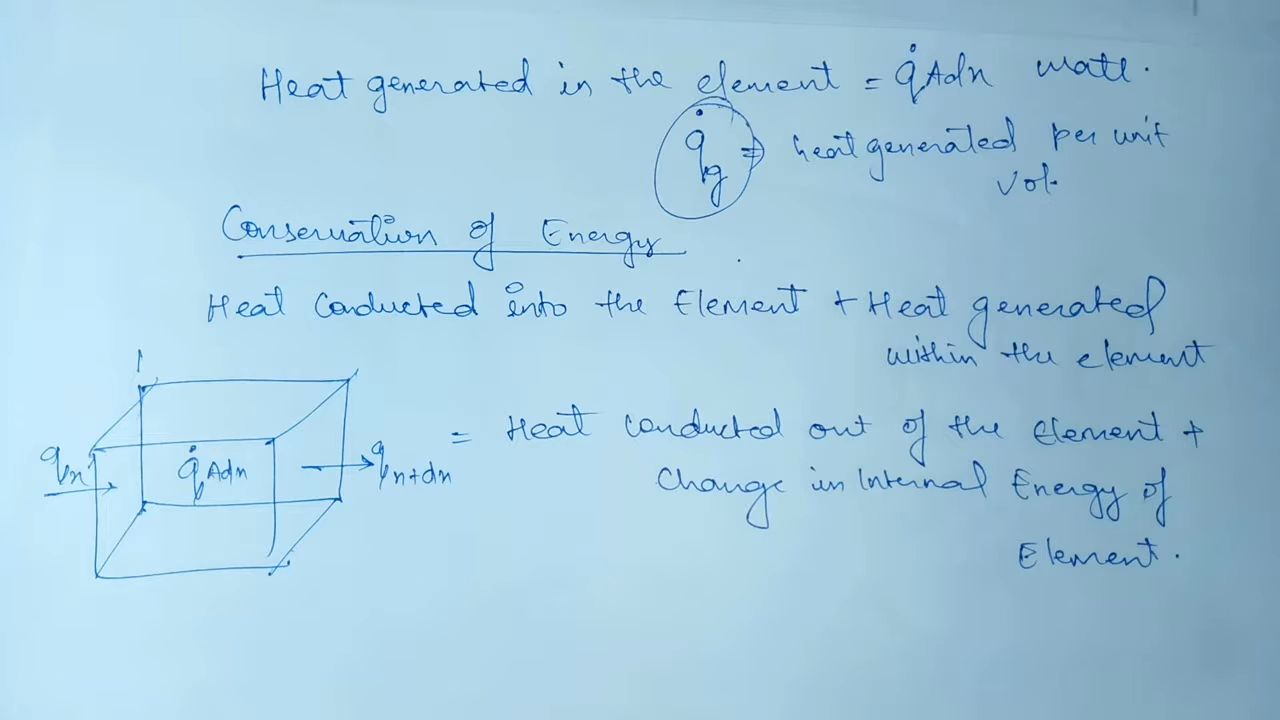 Heat generated in the element = q̇Adx watt.
q̇g ⇒ heat generated per unit
Vol.
Conservation of Energy
Heat Conducted into the Element + Heat generated
within the element
= Heat conducted out of the Element +
Change in Internal Energy of
Element.
qx
q̇Adx
qx+dx